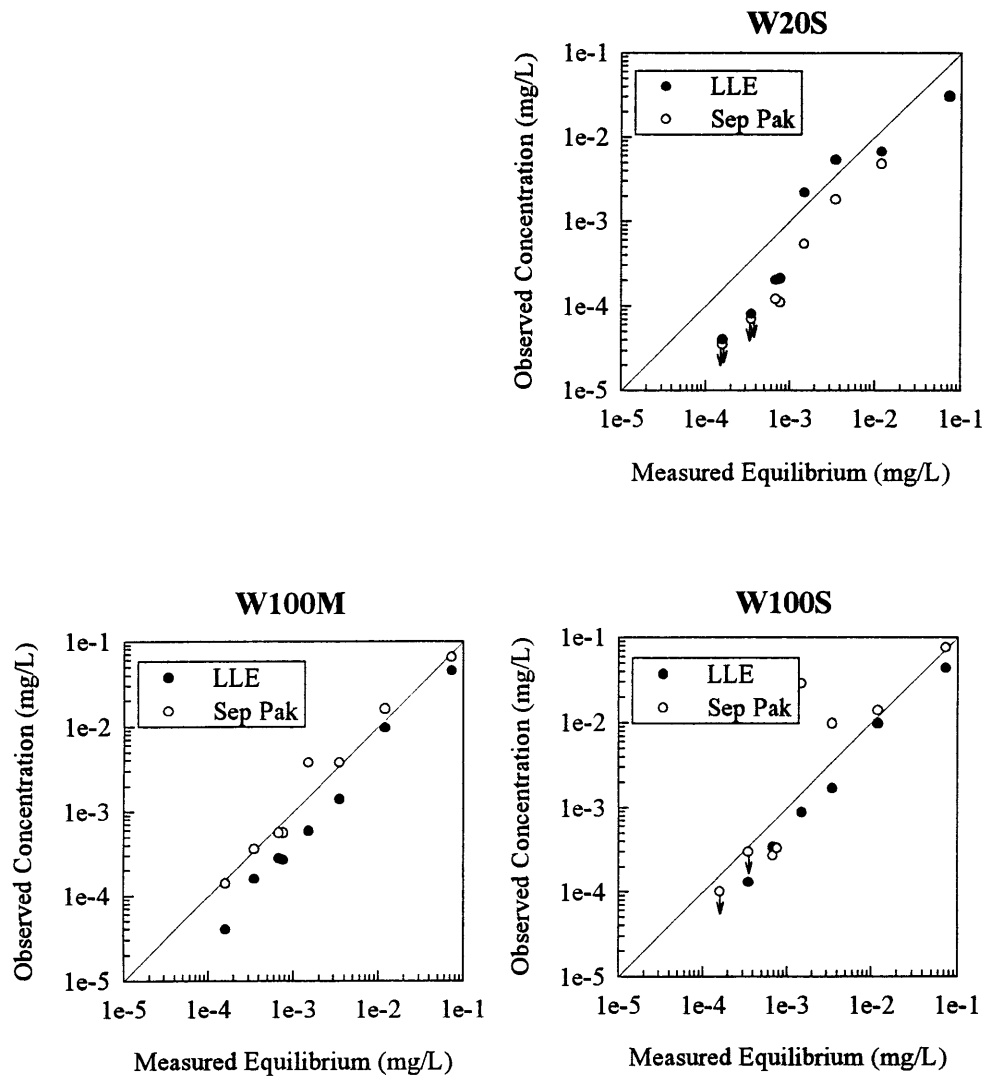 W20S
1e-1
1e-2
1e-3
1e-4
1e-5
Observed Concentration (mg/L)
LLE
Sep Pak
1e-5 1e-4 1e-3 1e-2 1e-1
Measured Equilibrium (mg/L)
W100M
1e-1
1e-2
1e-3
1e-4
1e-5
Observed Concentration (mg/L)
LLE
Sep Pak
1e-5 1e-4 1e-3 1e-2 1e-1
Measured Equilibrium (mg/L)
W100S
1e-1
1e-2
1e-3
1e-4
1e-5
Observed Concentration (mg/L)
LLE
Sep Pak
1e-5 1e-4 1e-3 1e-2 1e-1
Measured Equilibrium (mg/L)